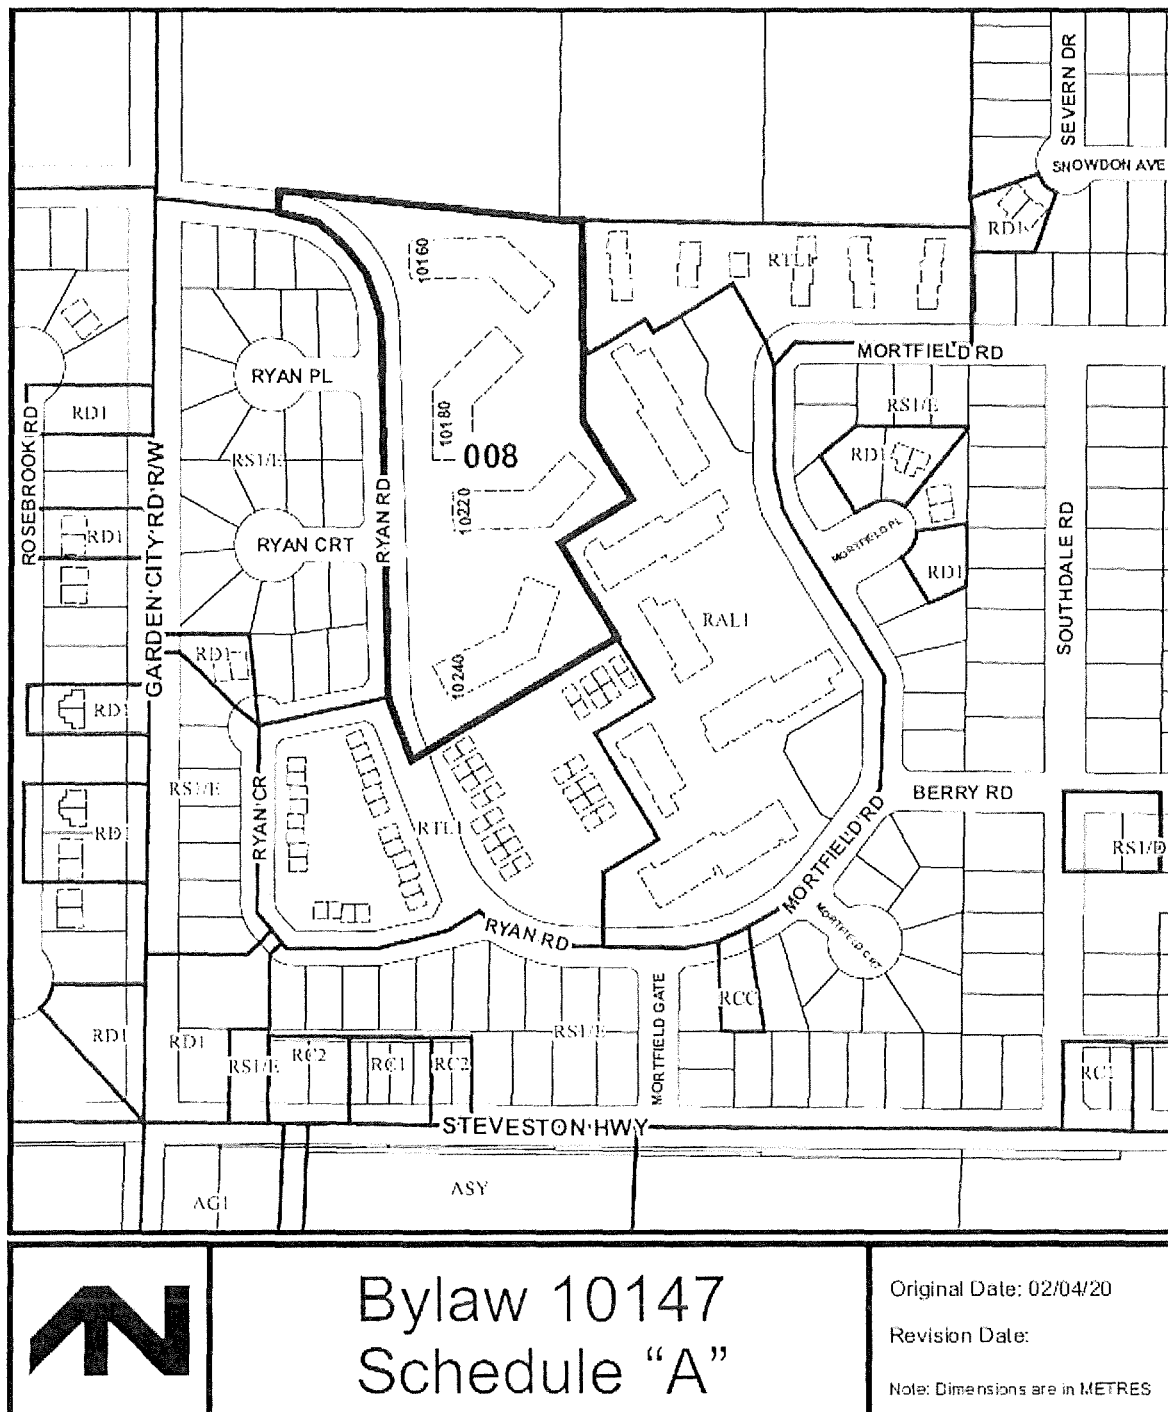 SEVERN DR
SNOWDON AVE
RD1
RTL1
10160
MORTFIELD RD
RYAN PL
RS1/E
RD1
ROSEBROOK RD
10180
008
RD1
RS1/E
GARDEN CITY RD R/W
RYAN RD
10220
RD1
RYAN CRT
MORTFIELD PL
SOUTHDALE RD
RD1
RAL1
RD1
10240
RD1
RS1/E
BERRY RD
RYAN CR
RTL1
MORTFIELD RD
RD1
RS1/D
RYAN RD
MORTFIELD CRT
RCC
MORTFIELD GATE
RS1/E
RD1
RD1
RS1/E
RC2
RC1
RC2
RC1
STEVESTON HWY
ASY
AG1
Bylaw 10147
Schedule “A”
Original Date: 02/04/20
Revision Date:
Note: Dimensions are in METRES